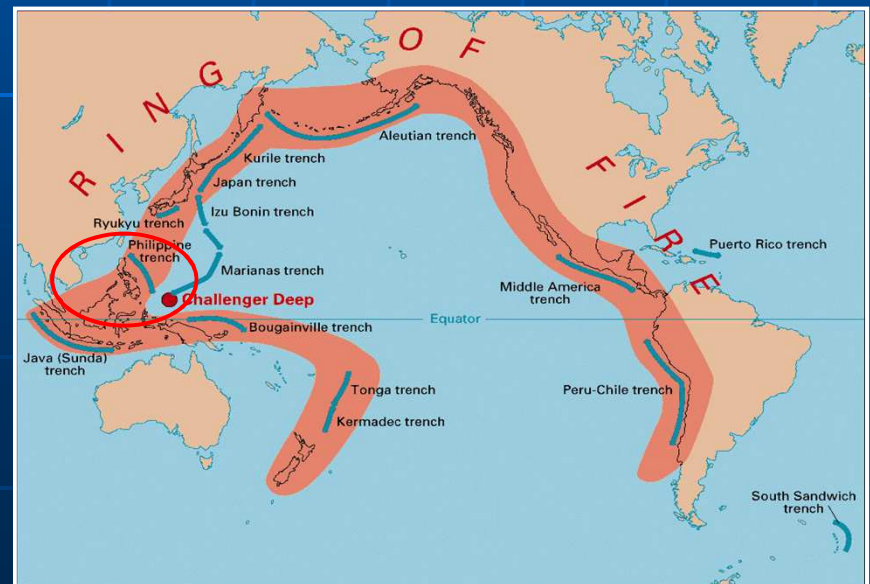 RING OF FIRE
Aleutian trench
Kurile trench
Japan trench
Izu Bonin trench
Ryukyu trench
Philippine
trench
Marianas trench
Challenger Deep
Puerto Rico trench
Middle America
trench
Equator
Bougainville trench
Java (Sunda)
trench
Tonga trench
Kermadec trench
Peru-Chile trench
South Sandwich
trench